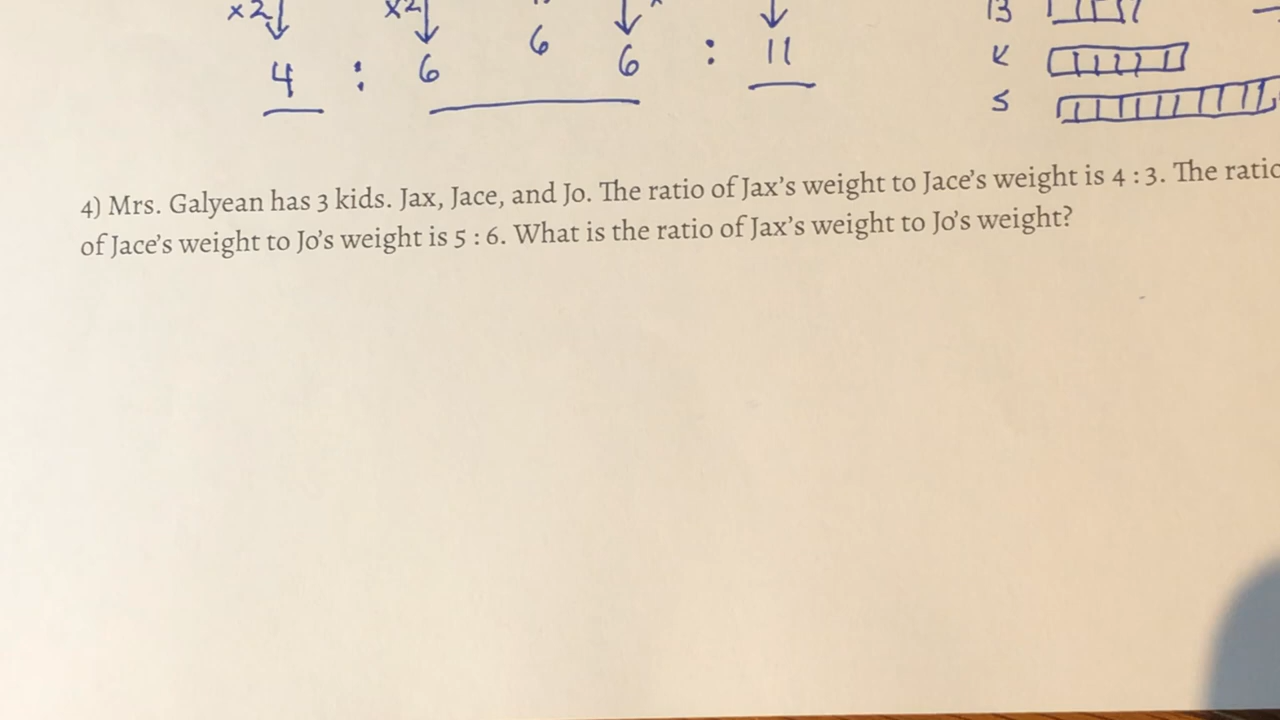 x2 x2 13
4 : 6 6 6 : 11 K
S
4) Mrs. Galyean has 3 kids. Jax, Jace, and Jo. The ratio of Jax's weight to Jace's weight is 4 : 3. The ratio
of Jace's weight to Jo's weight is 5 : 6. What is the ratio of Jax's weight to Jo's weight?